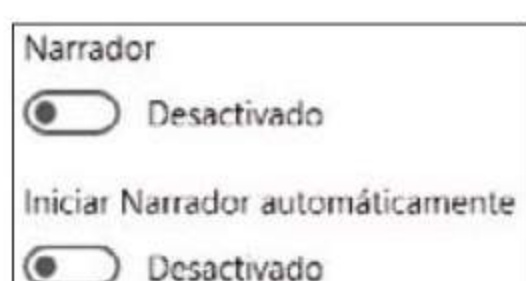 Narrador
Desactivado
Iniciar Narrador automáticamente
Desactivado